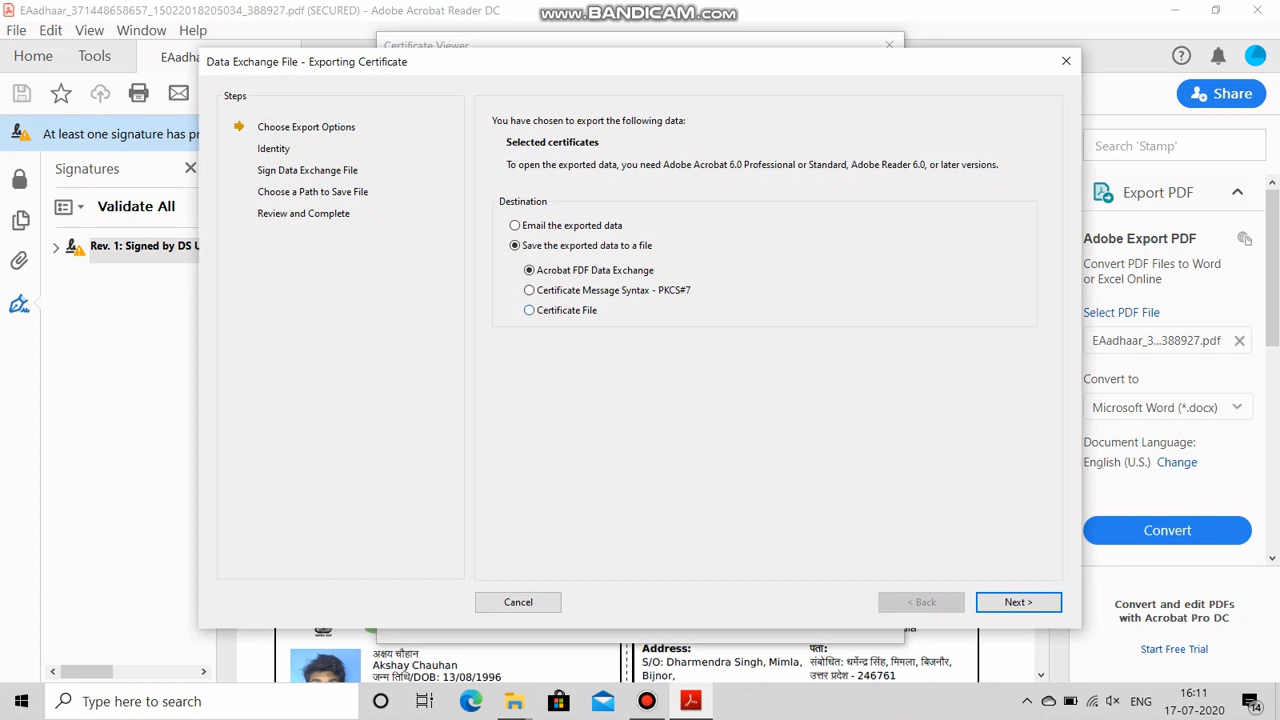 EAadhaar_371448658657_15022018205034_388927.pdf (SECURED) - Adobe Acrobat Reader DC
WWW.BANDICAM.COM
File Edit View Window Help
Certificate Viewer
Home Tools EAadha
Data Exchange File - Exporting Certificate
Share
At least one signature has pr
Signatures
Validate All
Rev. 1: Signed by DS U
Steps
Choose Export Options
Identity
Sign Data Exchange File
Choose a Path to Save File
Review and Complete
You have chosen to export the following data:
Selected certificates
To open the exported data, you need Adobe Acrobat 6.0 Professional or Standard, Adobe Reader 6.0, or later versions.
Destination
Email the exported data
Save the exported data to a file
Acrobat FDF Data Exchange
Certificate Message Syntax - PKCS#7
Certificate File
Cancel
< Back
Next >
Search 'Stamp'
Export PDF
Adobe Export PDF
Convert PDF Files to Word
or Excel Online
Select PDF File
EAadhaar_3...388927.pdf
Convert to
Microsoft Word (*.docx)
Document Language:
English (U.S.) Change
Convert
Convert and edit PDFs
with Acrobat Pro DC
Start Free Trial
अक्षय चौहान
Akshay Chauhan
जन्म तिथि/DOB: 13/08/1996
Address:
S/O: Dharmendra Singh, Mimla,
Bijnor,
पता:
संबोधित: धर्मेन्द्र सिंह, मिमला, बिजनौर,
उत्तर प्रदेश - 246761
Type here to search
ENG
16:11
17-07-2020
14